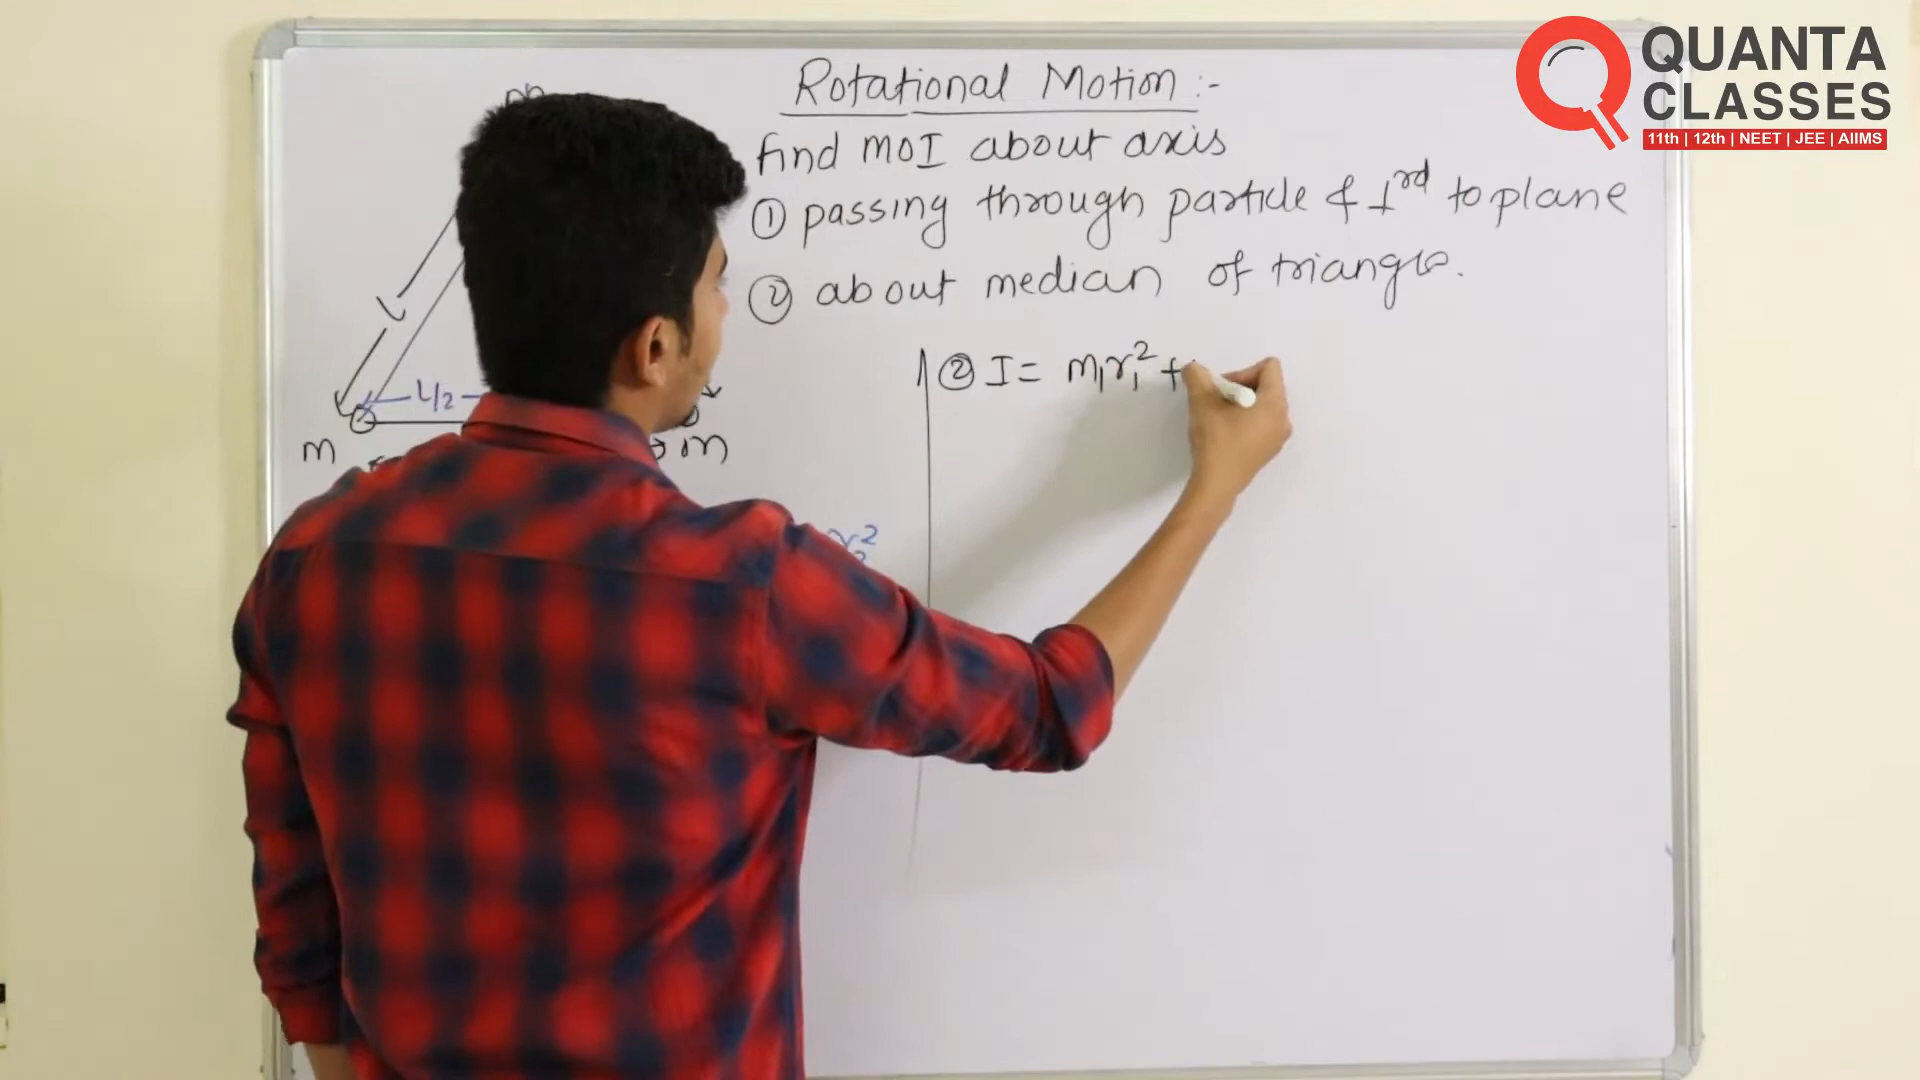 QUANTA
CLASSES
11th | 12th | NEET | JEE | AIIMS
Rotational Motion :-
find MOI about axis
① passing through particle & ⊥rd to plane
② about median of triangle.
② I = m₁r₁² +
L
L/2
m
m
r²